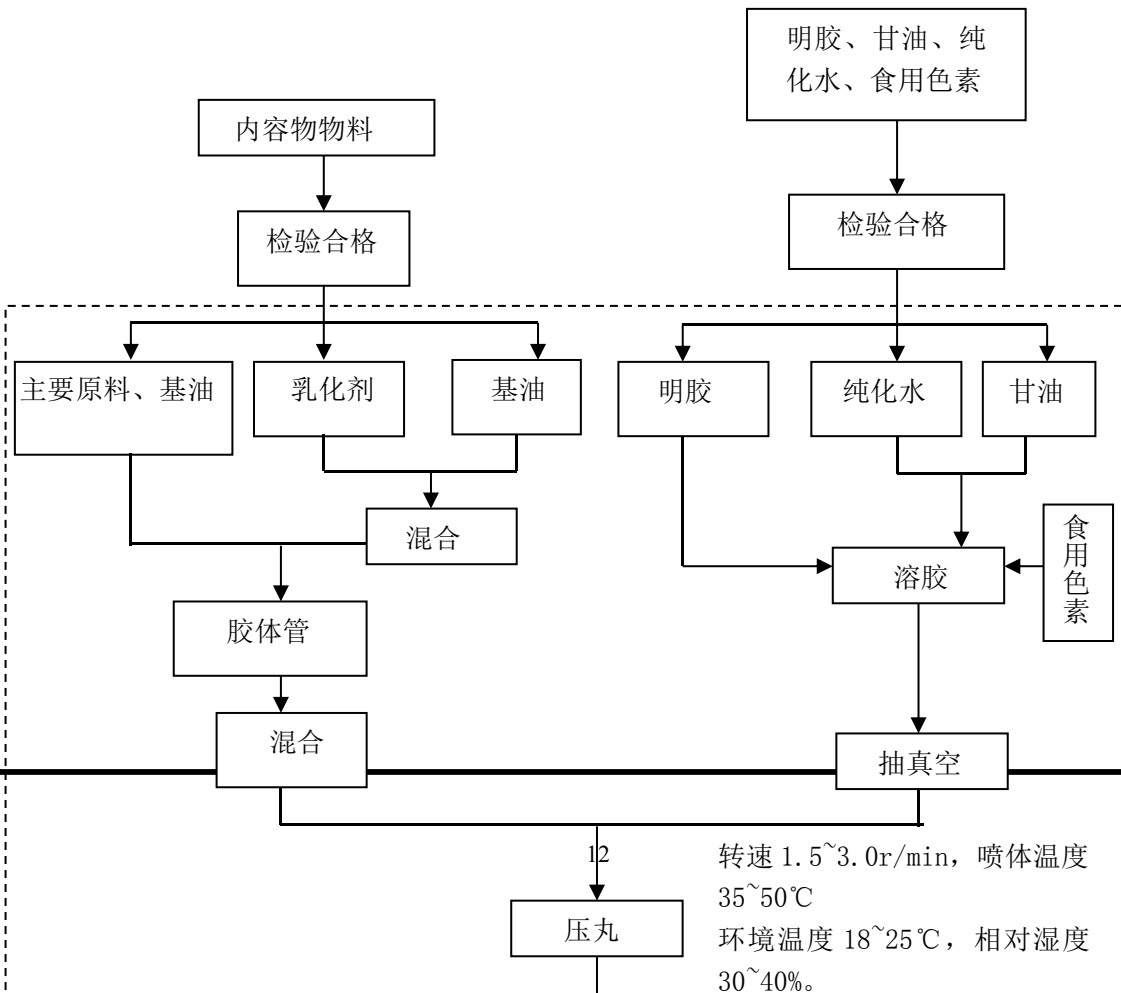 明胶、甘油、纯
化水、食用色素
内容物物料
检验合格
检验合格
主要原料、基油
乳化剂
基油
明胶
纯化水
甘油
混合
溶胶
食用色素
胶体管
混合
抽真空
12
转速 1.5~3.0r/min，喷体温度
35~50℃
环境温度 18~25℃，相对湿度
30~40%。
压丸